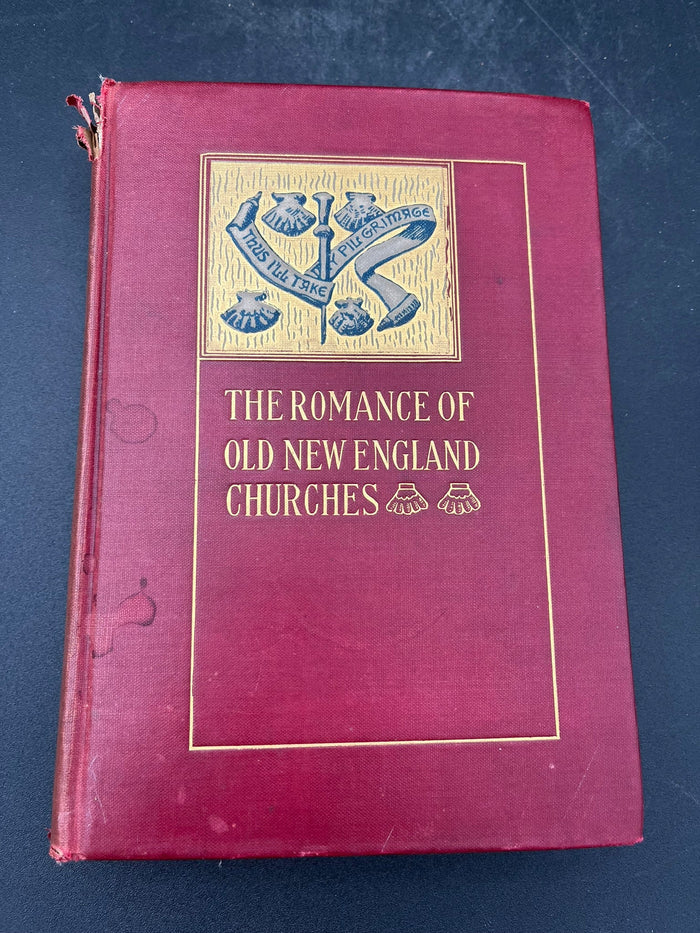 THUS I'LL TAKE
PILGRIMAGE
THE ROMANCE OF
OLD NEW ENGLAND
CHURCHES